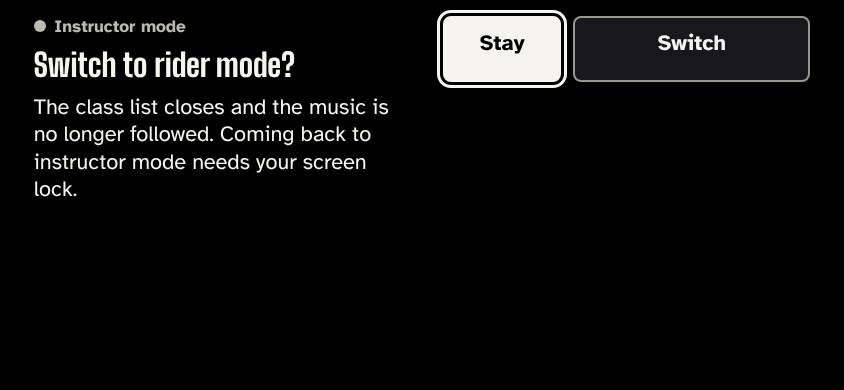 Instructor mode
Switch to rider mode?
The class list closes and the music is
no longer followed. Coming back to
instructor mode needs your screen
lock.
Stay
Switch